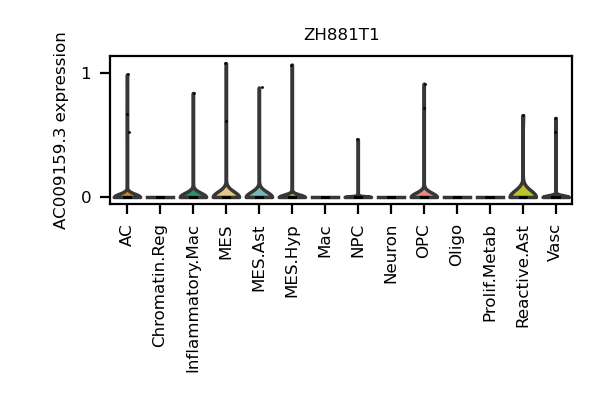 ZH881T1
AC009159.3 expression
1
0
AC
Chromatin.Reg
Inflammatory.Mac
MES
MES.Ast
MES.Hyp
Mac
NPC
Neuron
OPC
Oligo
Prolif.Metab
Reactive.Ast
Vasc